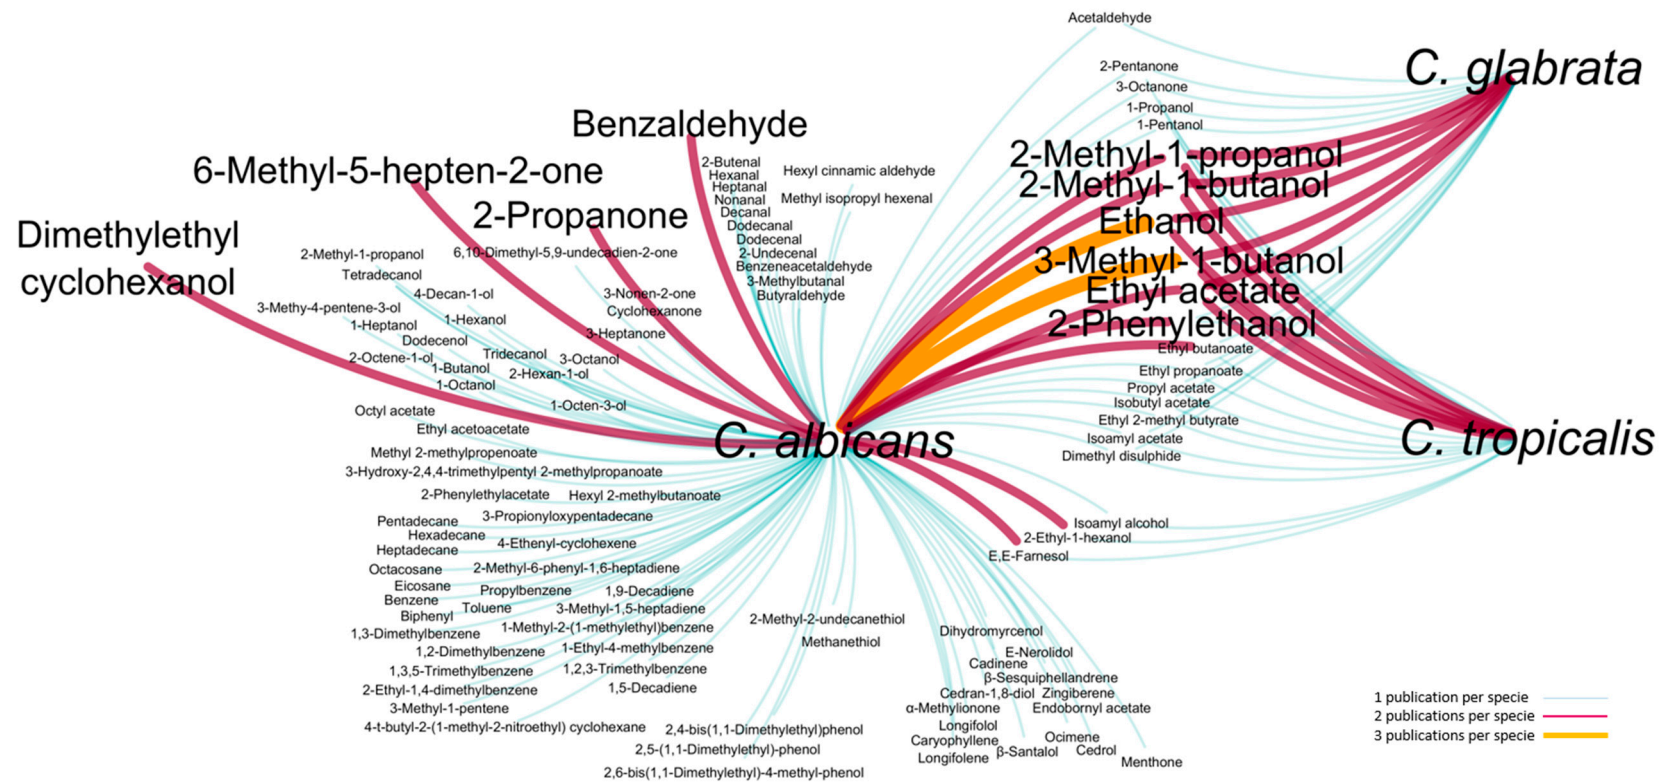 Acetaldehyde
2-Pentanone
3-Octanone
1-Propanol
1-Pentanol
C. glabrata
2-Methyl-1-propanol
2-Methyl-1-butanol
Ethanol
3-Methyl-1-butanol
Ethyl acetate
2-Phenylethanol
Ethyl butanoate
Ethyl propanoate
Propyl acetate
Isobutyl acetate
Ethyl 2-methyl butyrate
Isoamyl acetate
Dimethyl disulphide
C. tropicalis
Benzaldehyde
6-Methyl-5-hepten-2-one
2-Propanone
Dimethylethyl
cyclohexanol
2-Butenal
Hexanal
Heptanal
Nonanal
Decanal
Dodecanal
Dodecenal
2-Undecenal
Benzeneacetaldehyde
3-Methylbutanal
Butyraldehyde
Hexyl cinnamic aldehyde
Methyl isopropyl hexenal
2-Methyl-1-propanol
6,10-Dimethyl-5,9-undecadien-2-one
Tetradecanol
4-Decan-1-ol
3-Nonen-2-one
3-Methy-4-pentene-3-ol
Cyclohexanone
1-Heptanol
1-Hexanol
3-Heptanone
Dodecenol
2-Octene-1-ol
Tridecanol
3-Octanol
1-Butanol
2-Hexan-1-ol
1-Octanol
1-Octen-3-ol
Octyl acetate
Ethyl acetoacetate
C. albicans
Methyl 2-methylpropenoate
3-Hydroxy-2,4,4-trimethylpentyl 2-methylpropanoate
2-Phenylethylacetate
Hexyl 2-methylbutanoate
Pentadecane
3-Propionyloxypentadecane
Hexadecane
Heptadecane
4-Ethenyl-cyclohexene
Octacosane
2-Methyl-6-phenyl-1,6-heptadiene
Eicosane
Propylbenzene
1,9-Decadiene
Benzene
Toluene
3-Methyl-1,5-heptadiene
Biphenyl
1,3-Dimethylbenzene
1-Methyl-2-(1-methylethyl)benzene
1,2-Dimethylbenzene
1-Ethyl-4-methylbenzene
1,3,5-Trimethylbenzene
1,2,3-Trimethylbenzene
2-Ethyl-1,4-dimethylbenzene
1,5-Decadiene
3-Methyl-1-pentene
4-t-butyl-2-(1-methyl-2-nitroethyl) cyclohexane
2,4-bis(1,1-Dimethylethyl)phenol
2,5-(1,1-Dimethylethyl)-phenol
2,6-bis(1,1-Dimethylethyl)-4-methyl-phenol
2-Methyl-2-undecanethiol
Methanethiol
Isoamyl alcohol
2-Ethyl-1-hexanol
E,E-Farnesol
Dihydromyrcenol
E-Nerolidol
Cadinene
β-Sesquiphellandrene
Cedran-1,8-diol
Zingiberene
α-Methylionone
Endobornyl acetate
Longifolol
Caryophyllene
Ocimene
Longifolene
β-Santalol
Cedrol
Menthone
1 publication per specie
2 publications per specie
3 publications per specie